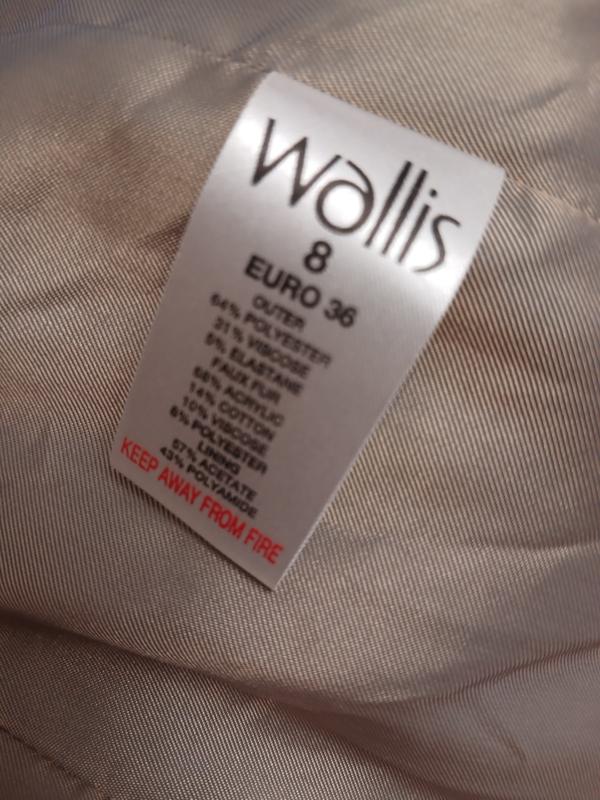 wallis
8
EURO 36
OUTER
64% POLYESTER
31% VISCOSE
5% ELASTANE
FAUX FUR
68% ACRYLIC
14% COTTON
10% VISCOSE
8% POLYESTER
LINING
57% ACETATE
43% POLYAMIDE
KEEP AWAY FROM FIRE